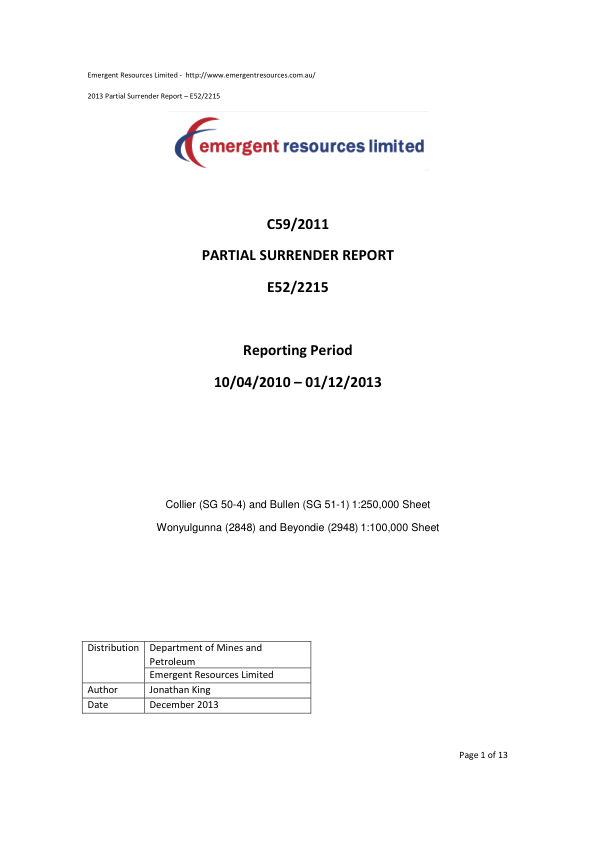 Emergent Resources Limited - http://www.emergentresources.com.au/
2013 Partial Surrender Report – E52/2215
emergent resources limited
C59/2011
PARTIAL SURRENDER REPORT
E52/2215
Reporting Period
10/04/2010 – 01/12/2013
Collier (SG 50-4) and Bullen (SG 51-1) 1:250,000 Sheet
Wonyulgunna (2848) and Beyondie (2948) 1:100,000 Sheet
Distribution Department of Mines and
Petroleum
Emergent Resources Limited
Author Jonathan King
Date December 2013
Page 1 of 13